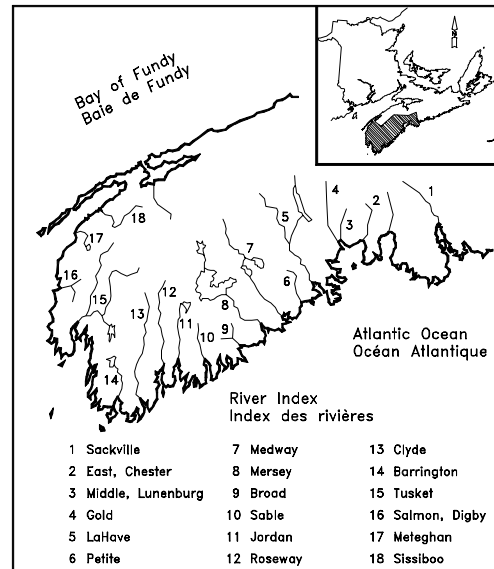 Bay of Fundy
Baie de Fundy
N
1
2
3
4
5
6
7
8
9
10
11
12
13
14
15
16
17
18
Atlantic Ocean
Océan Atlantique
River Index
Index des rivières
1 Sackville
2 East, Chester
3 Middle, Lunenburg
4 Gold
5 LaHave
6 Petite
7 Medway
8 Mersey
9 Broad
10 Sable
11 Jordan
12 Roseway
13 Clyde
14 Barrington
15 Tusket
16 Salmon, Digby
17 Meteghan
18 Sissiboo